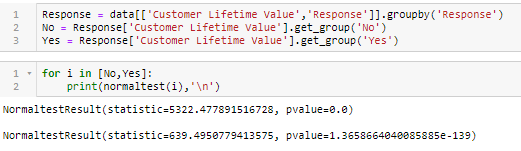 1 Response = data[['Customer Lifetime Value','Response']].groupby('Response')
2 No = Response['Customer Lifetime Value'].get_group('No')
3 Yes = Response['Customer Lifetime Value'].get_group('Yes')
1 for i in [No,Yes]:
2 print(normaltest(i),'\n')
NormaltestResult(statistic=5322.477891516728, pvalue=0.0)
NormaltestResult(statistic=639.4950779413575, pvalue=1.3658664040085885e-139)